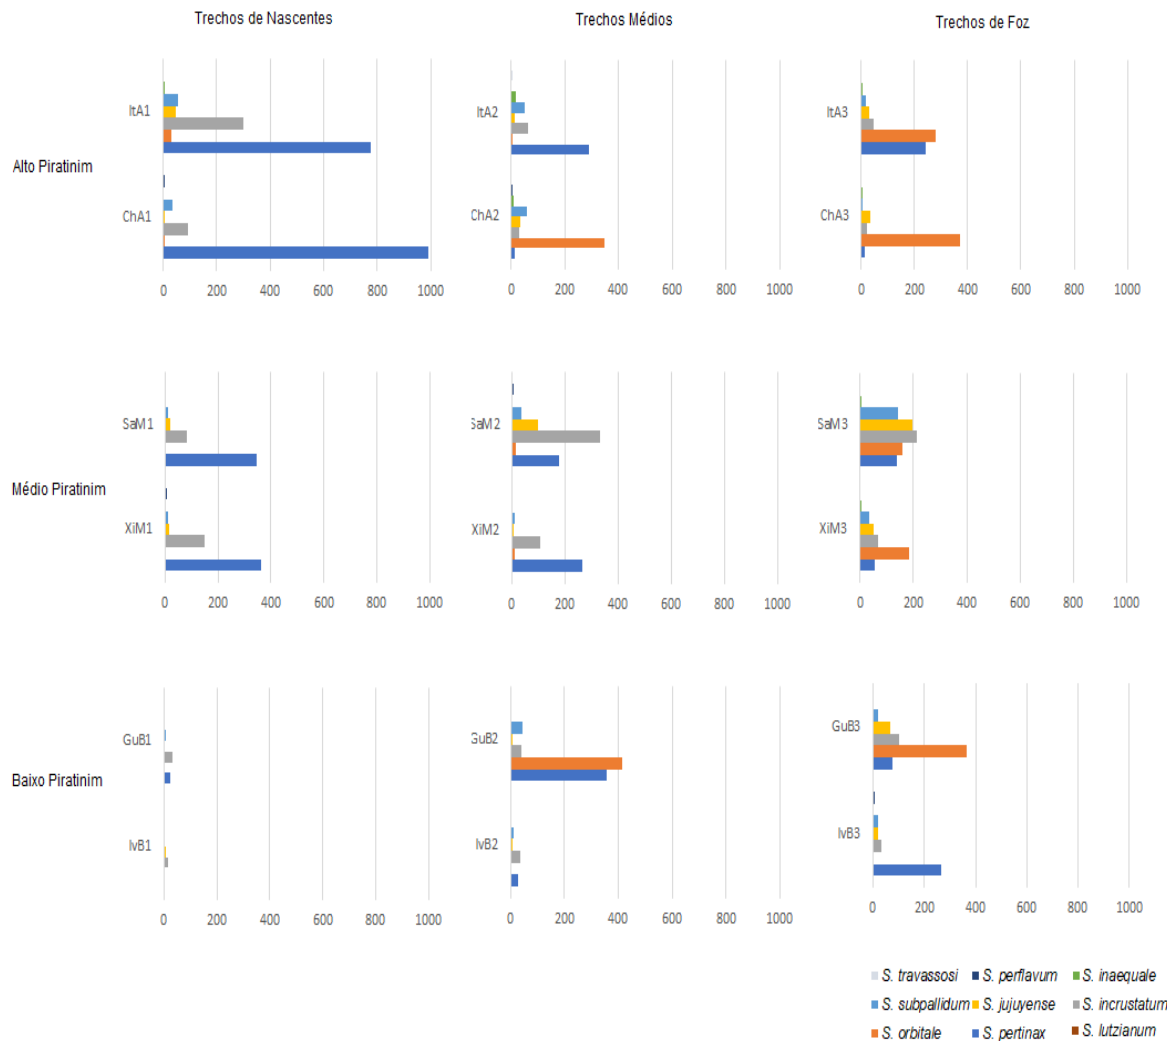 Trechos de Nascentes
Trechos Médios
Trechos de Foz
Alto Piratinim
ItA1
ChA1
0 200 400 600 800 1000
ItA2
ChA2
0 200 400 600 800 1000
ItA3
ChA3
0 200 400 600 800 1000
Médio Piratinim
SaM1
XiM1
0 200 400 600 800 1000
SaM2
XiM2
0 200 400 600 800 1000
SaM3
XiM3
0 200 400 600 800 1000
Baixo Piratinim
GuB1
IvB1
0 200 400 600 800 1000
GuB2
IvB2
0 200 400 600 800 1000
GuB3
IvB3
0 200 400 600 800 1000
S. travassosi S. perflavum S. inaequale
S. subpallidum S. jujuyense S. incrustatum
S. orbitale S. pertinax S. lutzianum